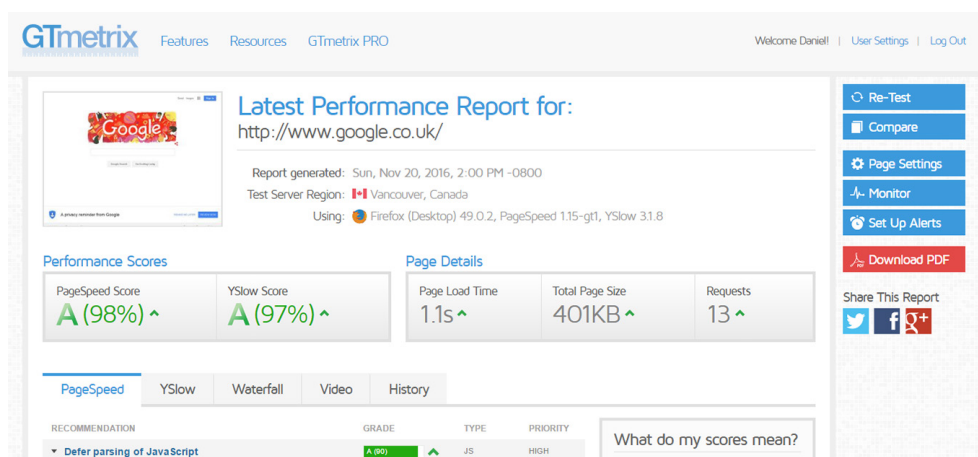 GTmetrix Features Resources GTmetrix PRO Welcome Daniel! | User Settings | Log Out
Google
A privacy reminder from Google
Latest Performance Report for:
http://www.google.co.uk/
Report generated: Sun, Nov 20, 2016, 2:00 PM -0800
Test Server Region: Vancouver, Canada
Using: Firefox (Desktop) 49.0.2, PageSpeed 1.15-gt1, YSlow 3.1.8
Re-Test
Compare
Page Settings
Monitor
Set Up Alerts
Download PDF
Share This Report
Performance Scores
PageSpeed Score YSlow Score
A (98%) A (97%)
Page Details
Page Load Time Total Page Size Requests
1.1s 401KB 13
PageSpeed YSlow Waterfall Video History
RECOMMENDATION GRADE TYPE PRIORITY
Defer parsing of JavaScript A (90) JS HIGH
What do my scores mean?